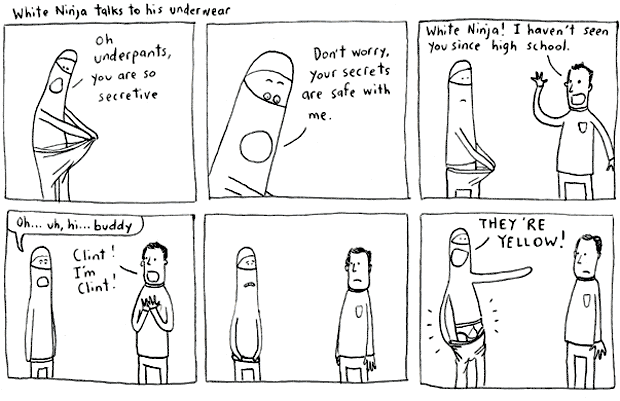 White Ninja talks to his underwear
Oh
underpants,
you are so
secretive
Don't worry,
your secrets
are safe with
me.
White Ninja! I haven't seen
you since high school.
Oh... uh, hi... buddy
Clint!
I'm
Clint!
THEY'RE
YELLOW!